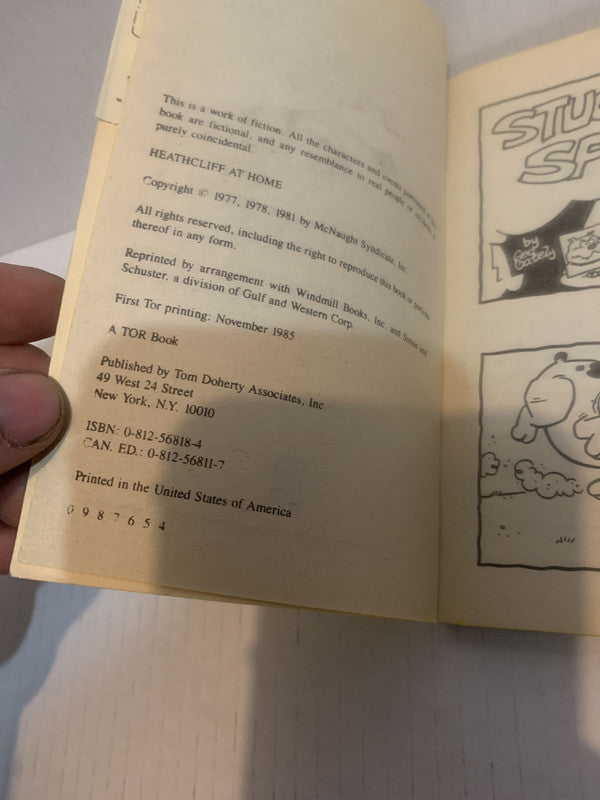 This is a work of fiction. All the characters and events portrayed in this
book are fictional, and any resemblance to real people or
purely coincidental.
HEATHCLIFF AT HOME
Copyright © 1977, 1978, 1981 by McNaught Syndicate, Inc.
All rights reserved, including the right to reproduce this book or portions
thereof in any form.
Reprinted by arrangement with Windmill Books, Inc. and Simon and
Schuster, a division of Gulf and Western Corp.
First Tor printing: November 1985
A TOR Book
Published by Tom Doherty Associates, Inc.
49 West 24 Street
New York, N.Y. 10010
ISBN: 0-812-56818-4
CAN. ED.: 0-812-56811-7
Printed in the United States of America
0 9 8 7 6 5 4
STU
SP
by
Geo
Gately